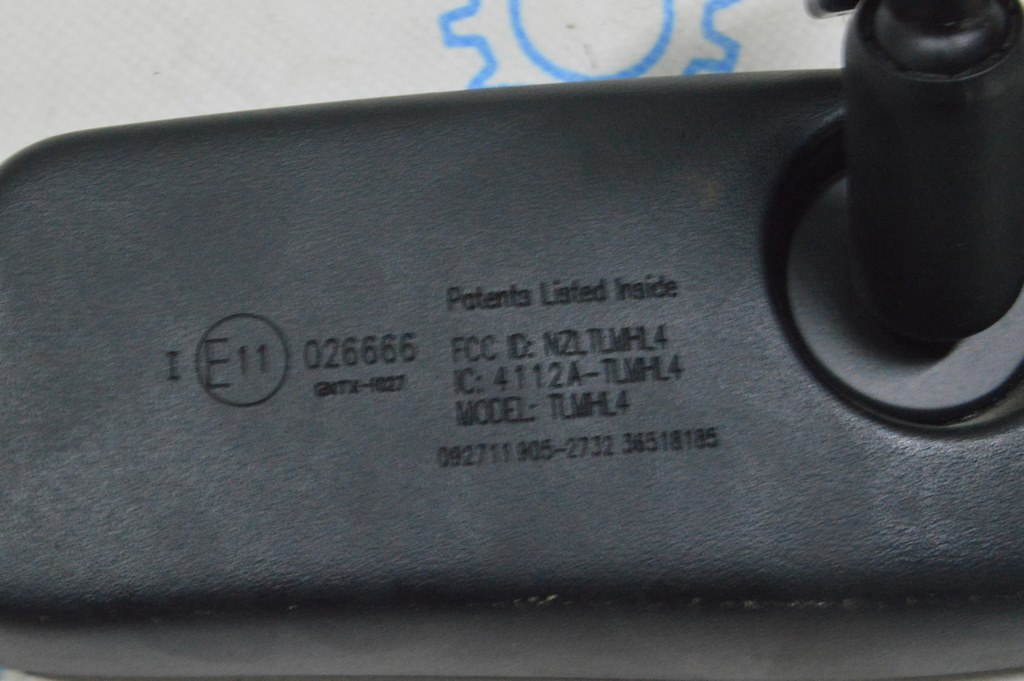 Patents Listed Inside
I E11 026666
FCC ID: NZLTLMHL4
IC: 4112A-TLMHL4
MODEL: TLMHL4
092711 905-2732 36518185